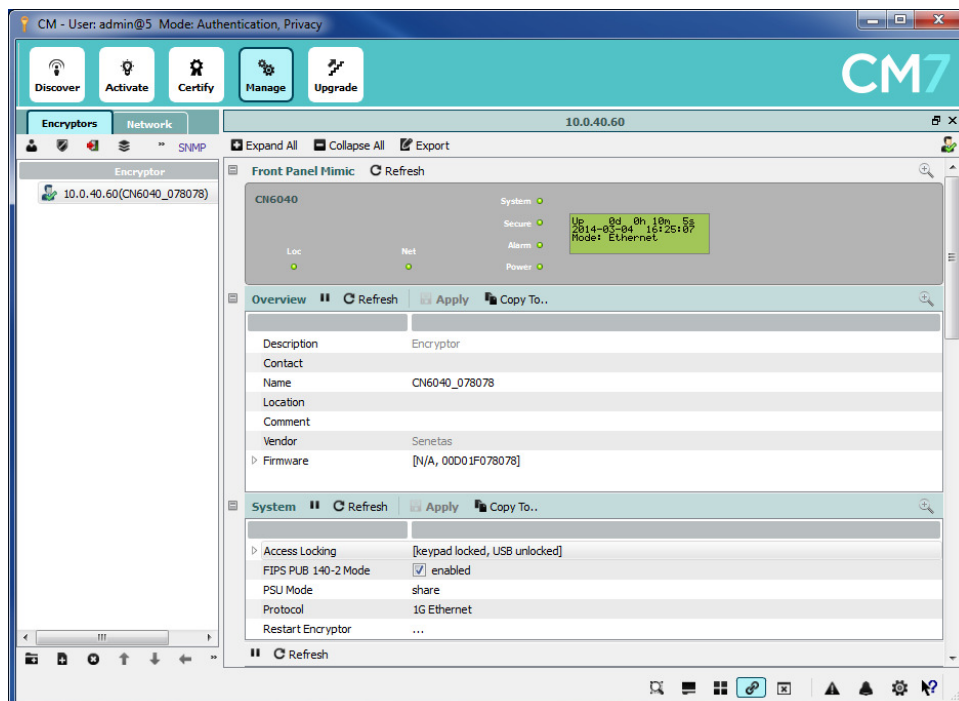 CM - User: admin@5 Mode: Authentication, Privacy
Discover
Activate
Certify
Manage
Upgrade
CM7
Encryptors
Network
10.0.40.60
SNMP
Expand All
Collapse All
Export
Encryptor
10.0.40.60(CN6040_078078)
Front Panel Mimic
Refresh
CN6040
System
Secure
Alarm
Power
Loc
Net
Up 0d 0h 10m 5s
2014-03-04 16:25:07
Mode: Ethernet
Overview
Refresh
Apply
Copy To..
Description Encryptor
Contact
Name CN6040_078078
Location
Comment
Vendor Senetas
Firmware [N/A, 00D01F078078]
System
Refresh
Apply
Copy To..
Access Locking [keypad locked, USB unlocked]
FIPS PUB 140-2 Mode enabled
PSU Mode share
Protocol 1G Ethernet
Restart Encryptor ...
Refresh